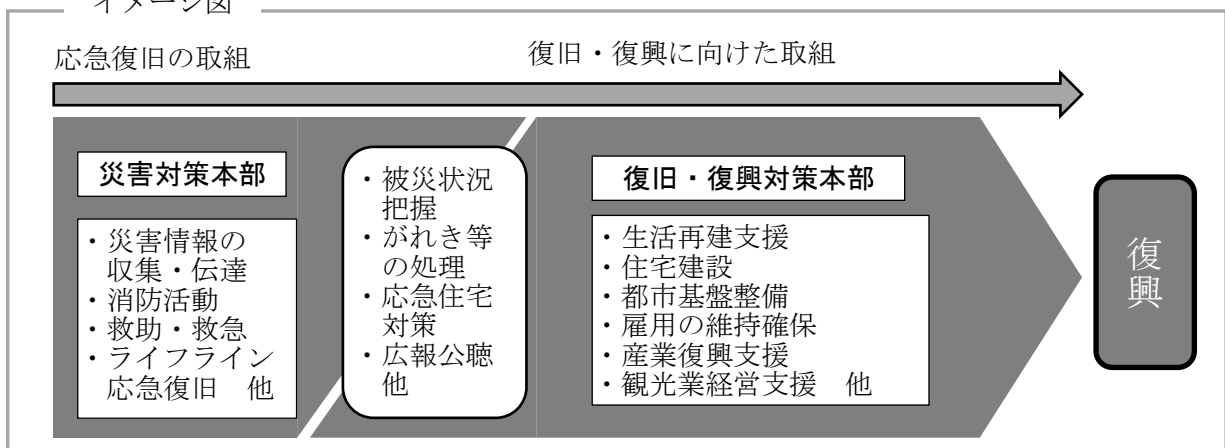 イメージ図
応急復旧の取組
復旧・復興に向けた取組
災害対策本部
・災害情報の
収集・伝達
・消防活動
・救助・救急
・ライフライン
応急復旧　他
・被災状況
把握
・がれき等
の処理
・応急住宅
対策
・広報公聴
他
復旧・復興対策本部
・生活再建支援
・住宅建設
・都市基盤整備
・雇用の維持確保
・産業復興支援
・観光業経営支援　他
復興